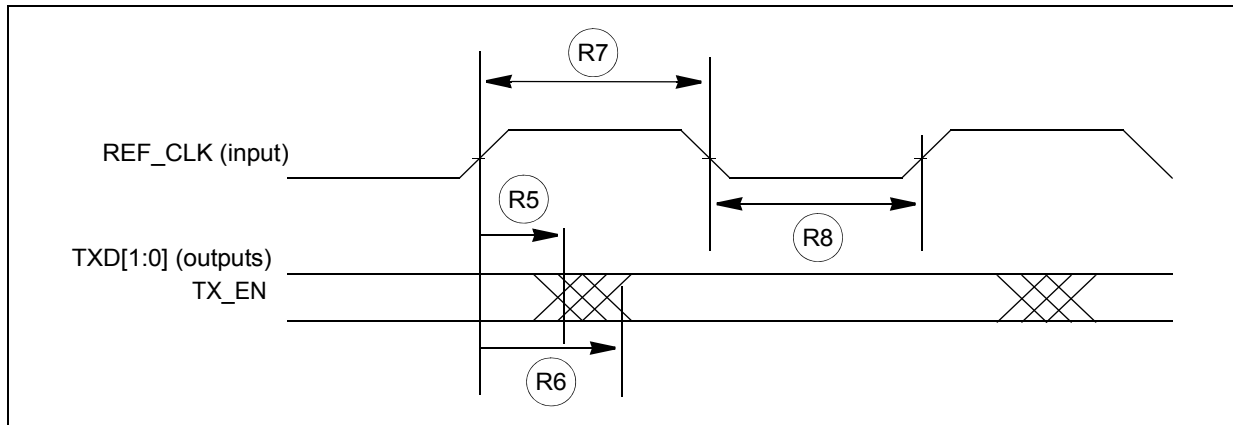 R7
REF_CLK (input)
R5
R8
TXD[1:0] (outputs)
TX_EN
R6